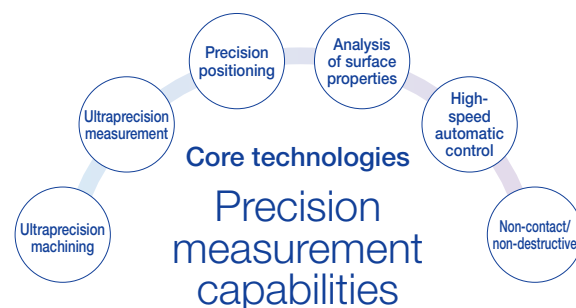 Precision
positioning
Analysis
of surface
properties
Ultraprecision
measurement
High-
speed
automatic
control
Core technologies
Precision
measurement
capabilities
Ultraprecision
machining
Non-contact/
non-destructive